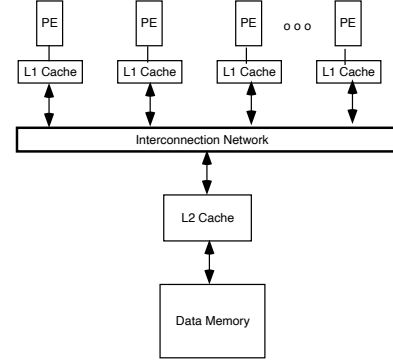 PE PE PE o o o PE
L1 Cache L1 Cache L1 Cache L1 Cache
Interconnection Network
L2 Cache
Data Memory